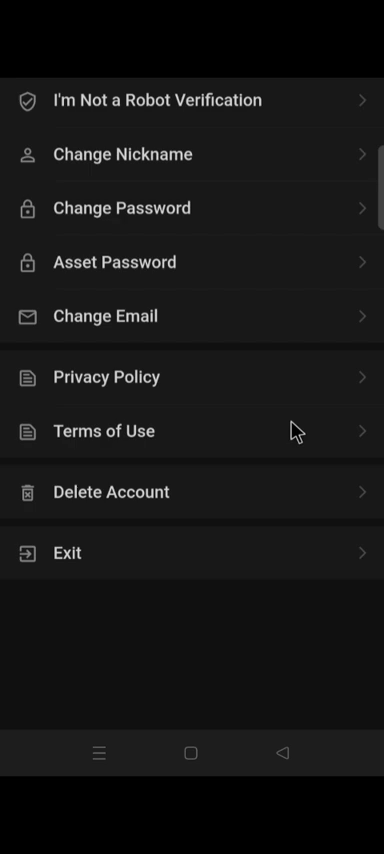 I'm Not a Robot Verification
Change Nickname
Change Password
Asset Password
Change Email
Privacy Policy
Terms of Use
Delete Account
Exit